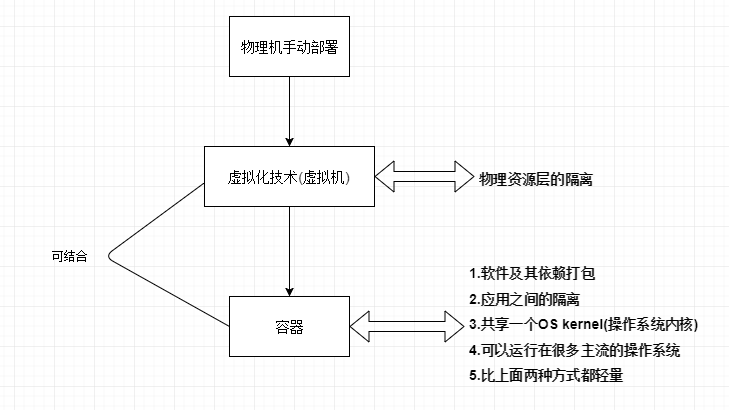 物理机手动部署
虚拟化技术(虚拟机)
物理资源层的隔离
可结合
1.软件及其依赖打包
2.应用之间的隔离
容器
3.共享一个OS kernel(操作系统内核)
4.可以运行在很多主流的操作系统
5.比上面两种方式都轻量